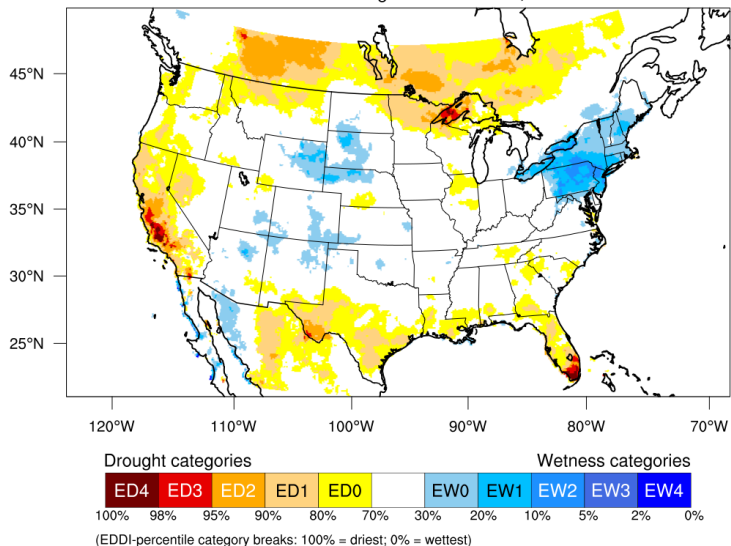 45°N
40°N
35°N
30°N
25°N
120°W 110°W 100°W 90°W 80°W 70°W
Drought categories Wetness categories
ED4 ED3 ED2 ED1 ED0 EW0 EW1 EW2 EW3 EW4
100% 98% 95% 90% 80% 70% 30% 20% 10% 5% 2% 0%
(EDDI-percentile category breaks: 100% = driest; 0% = wettest)